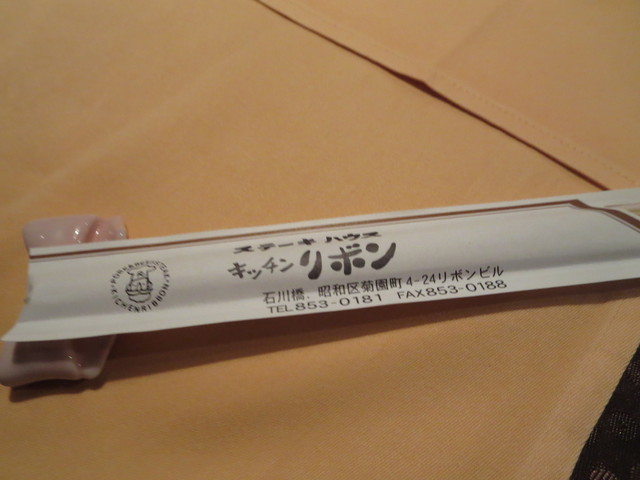 ステーキハウス
キッチンリボン
石川橋.昭和区菊園町4-24リボンビル
TEL853-0181 FAX853-0188